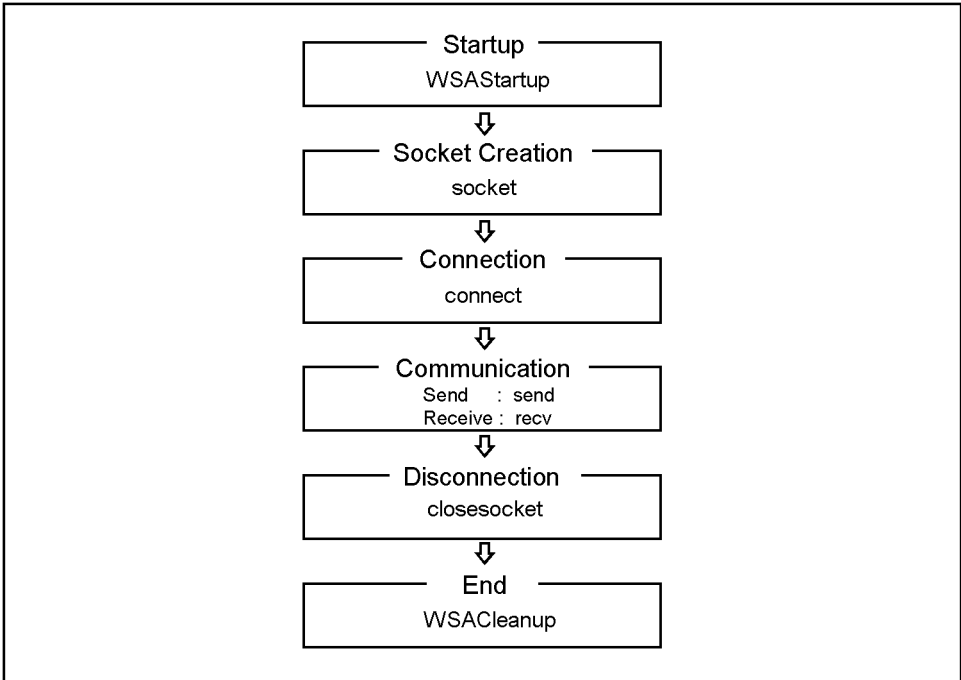 Startup
WSAStartup
Socket Creation
socket
Connection
connect
Communication
Send : send
Receive : recv
Disconnection
closesocket
End
WSACleanup